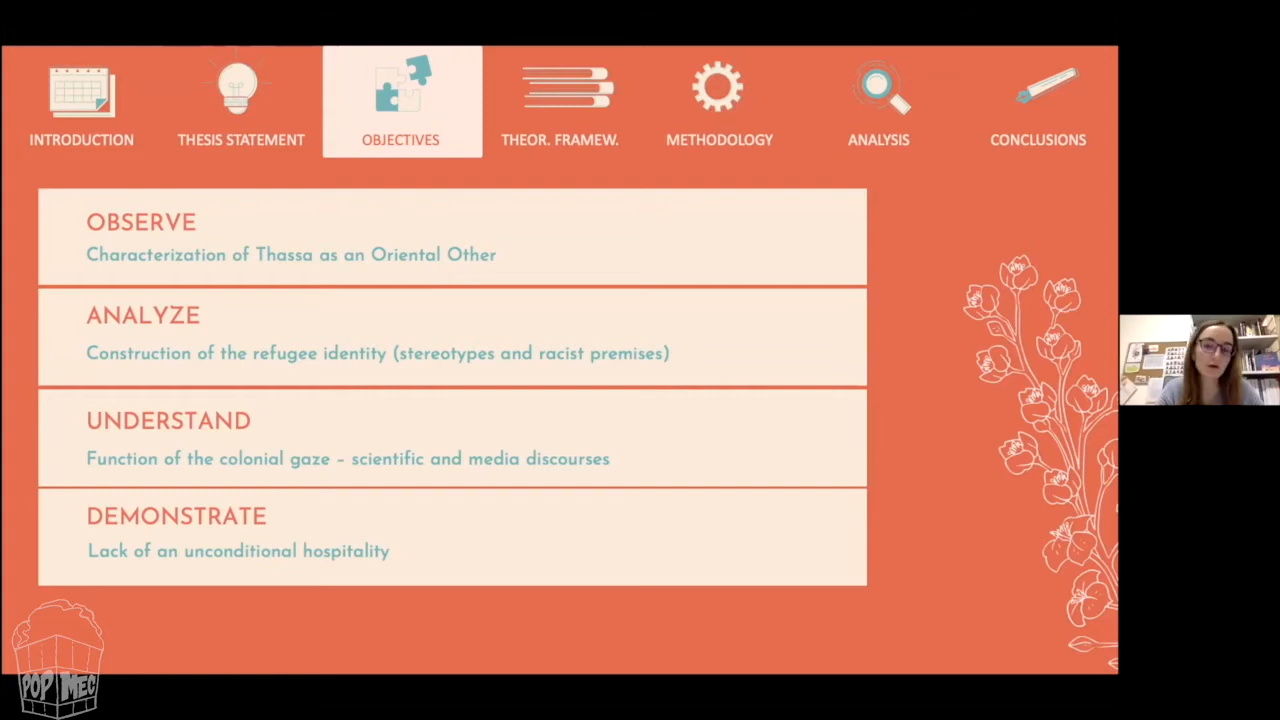 INTRODUCTION
THESIS STATEMENT
OBJECTIVES
THEOR. FRAMEW.
METHODOLOGY
ANALYSIS
CONCLUSIONS
OBSERVE
Characterization of Thassa as an Oriental Other
ANALYZE
Construction of the refugee identity (stereotypes and racist premises)
UNDERSTAND
Function of the colonial gaze – scientific and media discourses
DEMONSTRATE
Lack of an unconditional hospitality
POP MEC